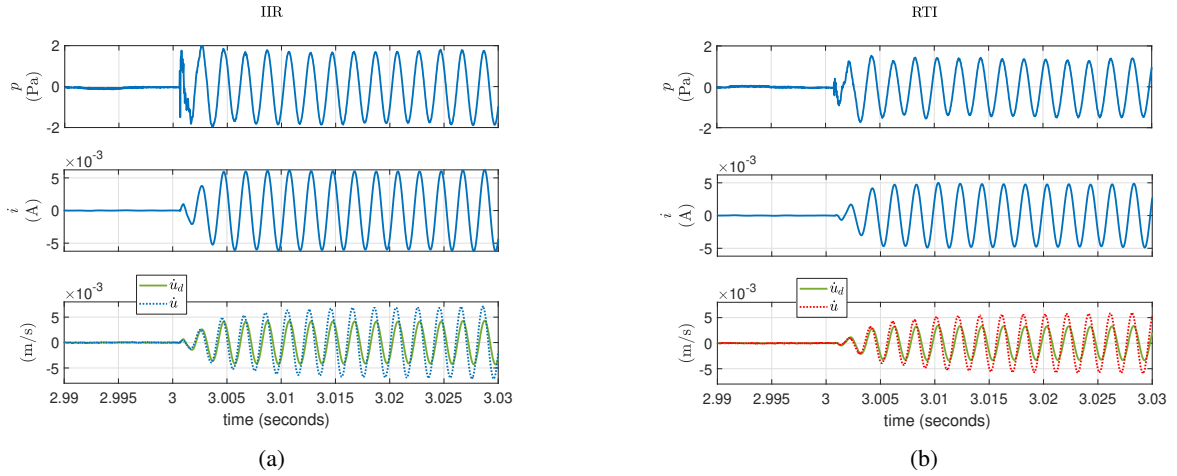 IIR
2
0
-2
p
(Pa)
×10⁻³
5
0
-5
i
(A)
×10⁻³
5
0
-5
(m/s)
u̇_d
u̇
2.99 2.995 3 3.005 3.01 3.015 3.02 3.025 3.03
time (seconds)
(a)
RTI
2
0
-2
p
(Pa)
×10⁻³
5
0
-5
i
(A)
×10⁻³
5
0
-5
(m/s)
u̇_d
u̇
2.99 2.995 3 3.005 3.01 3.015 3.02 3.025 3.03
time (seconds)
(b)